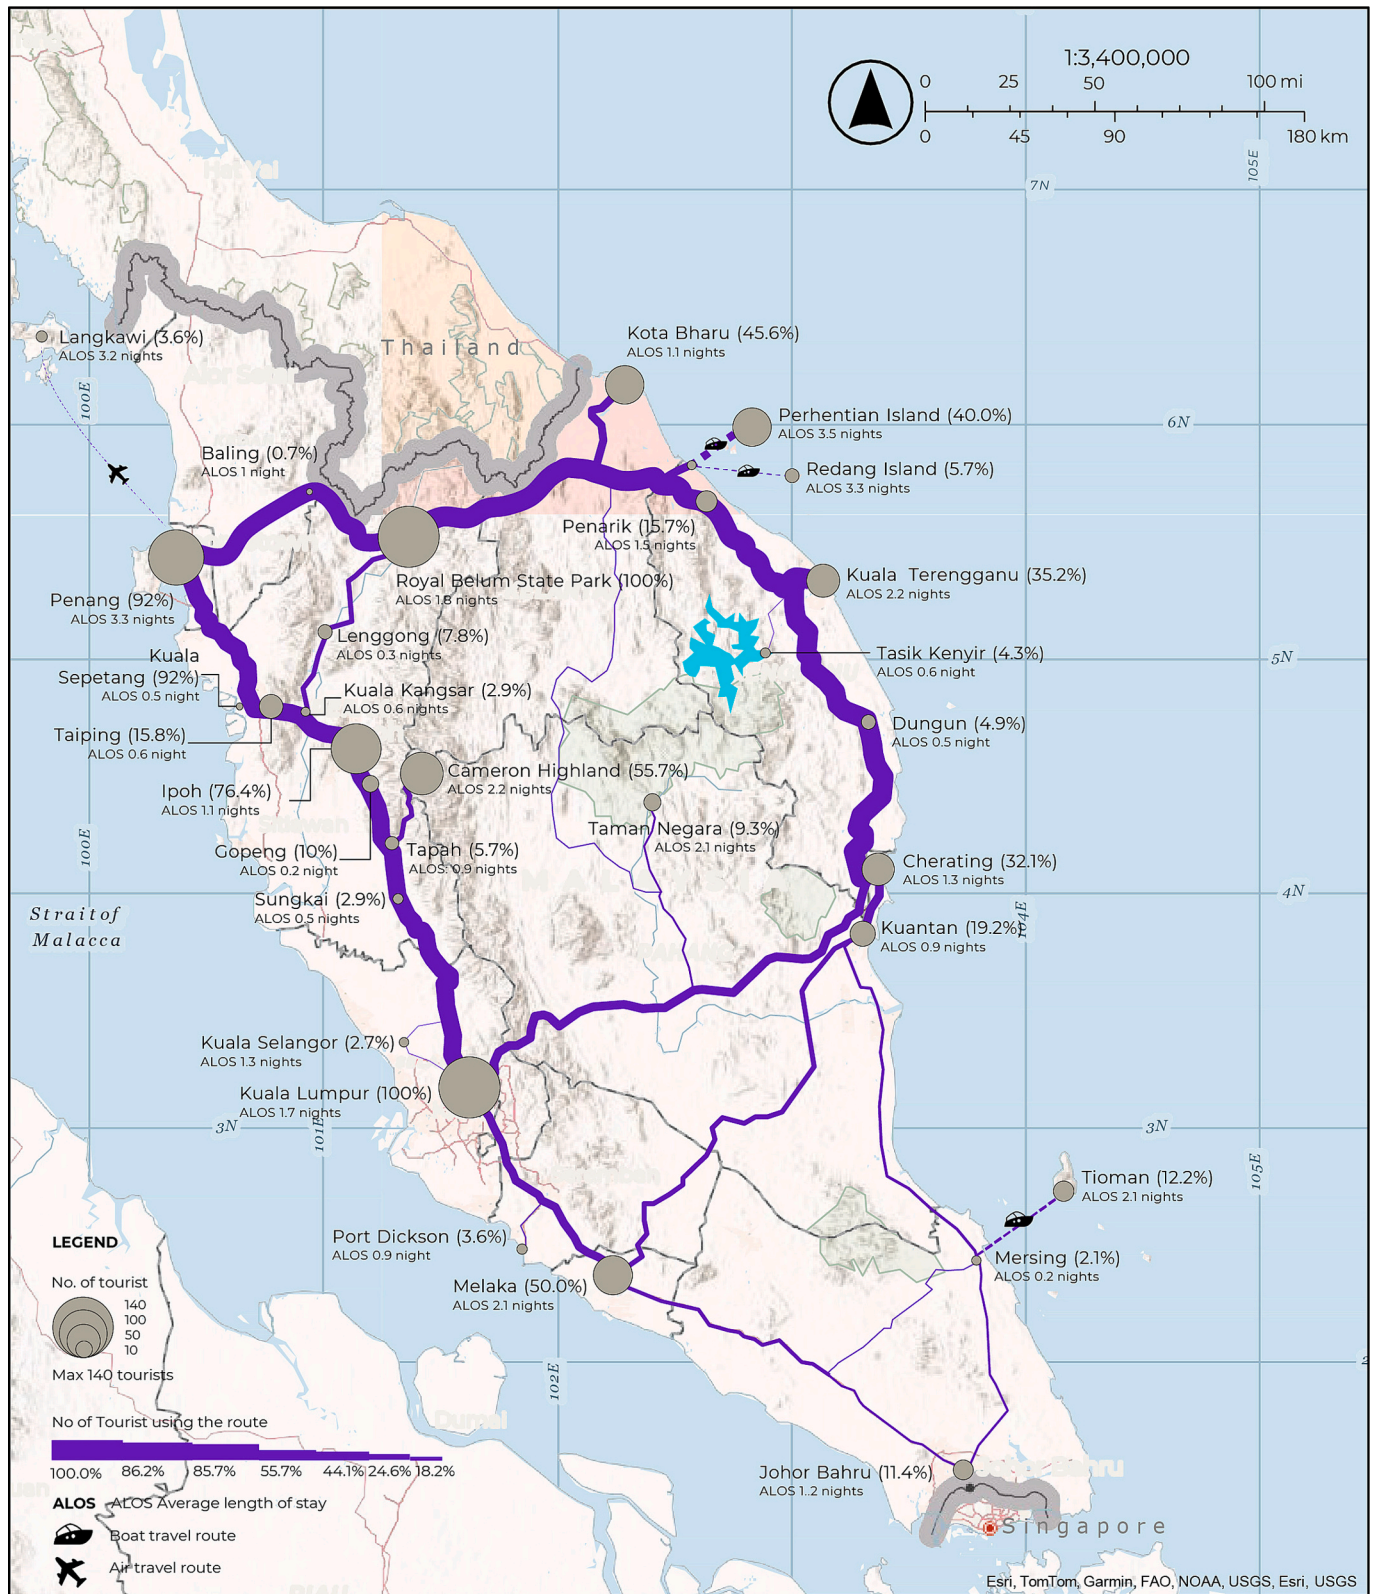 1:3,400,000
0 25 50 100 mi
0 45 90 180 km
105E
7N
Hat Yai
Thailand
Langkawi (3.6%)
ALOS 3.2 nights
100E
Kota Bharu (45.6%)
ALOS 1.1 nights
Perhentian Island (40.0%)
ALOS 3.5 nights
6N
Redang Island (5.7%)
ALOS 3.3 nights
Baling (0.7%)
ALOS 1 night
Penarik (15.7%)
ALOS 1.5 nights
Royal Belum State Park (100%)
ALOS 1.8 nights
Kuala Terengganu (35.2%)
ALOS 2.2 nights
Penang (92%)
ALOS 3.3 nights
Lenggong (7.8%)
ALOS 0.3 nights
Kuala
Sepetang (92%)
ALOS 0.5 night
Tasik Kenyir (4.3%)
ALOS 0.6 night
5N
Kuala Kangsar (2.9%)
ALOS 0.6 nights
Taiping (15.8%)
ALOS 0.6 night
Dungun (4.9%)
ALOS 0.5 night
Ipoh (76.4%)
ALOS 1.1 nights
Cameron Highland (55.7%)
ALOS 2.2 nights
100E
Taman Negara (9.3%)
ALOS 2.1 nights
Gopeng (10%)
ALOS 0.2 night
Tapah (5.7%)
ALOS: 0.9 nights
Cherating (32.1%)
ALOS 1.3 nights
4N
Sungkai (2.9%)
ALOS 0.5 nights
Strait of
Malacca
104E
Kuantan (19.2%)
ALOS 0.9 nights
Kuala Selangor (2.7%)
ALOS 1.3 nights
Kuala Lumpur (100%)
ALOS 1.7 nights
3N
101E
3N
105E
Tioman (12.2%)
ALOS 2.1 nights
Port Dickson (3.6%)
ALOS 0.9 night
Mersing (2.1%)
ALOS 0.2 nights
Melaka (50.0%)
ALOS 2.1 nights
102E
Dumai
LEGEND
No. of tourist
140
100
50
10
Max 140 tourists
No of Tourist using the route
100.0% 86.2% 85.7% 55.7% 44.1% 24.6% 18.2%
ALOS ALOS Average length of stay
Boat travel route
Air travel route
Johor Bahru (11.4%)
ALOS 1..2 nights
Singapore
Esri, TomTom, Garmin, FAO, NOAA, USGS, Esri, USGS